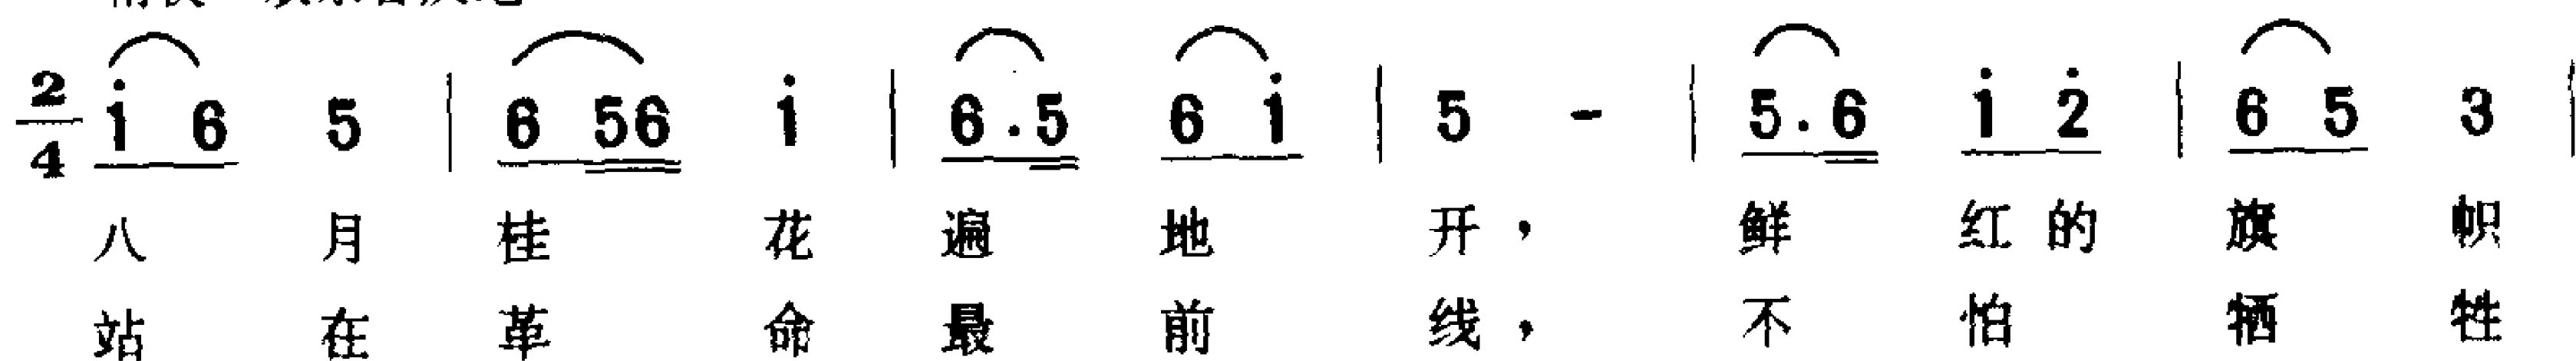 2/4 i̇ 6 5 | 6 56 i̇ | 6 . 5 6 i̇ | 5 - | 5 . 6 i̇ 2̇ | 6 5 3 |
八 月 桂 花 遍 地 开， 鲜 红 的 旗 帜
站 在 革 命 最 前 线， 不 怕 牺 牲